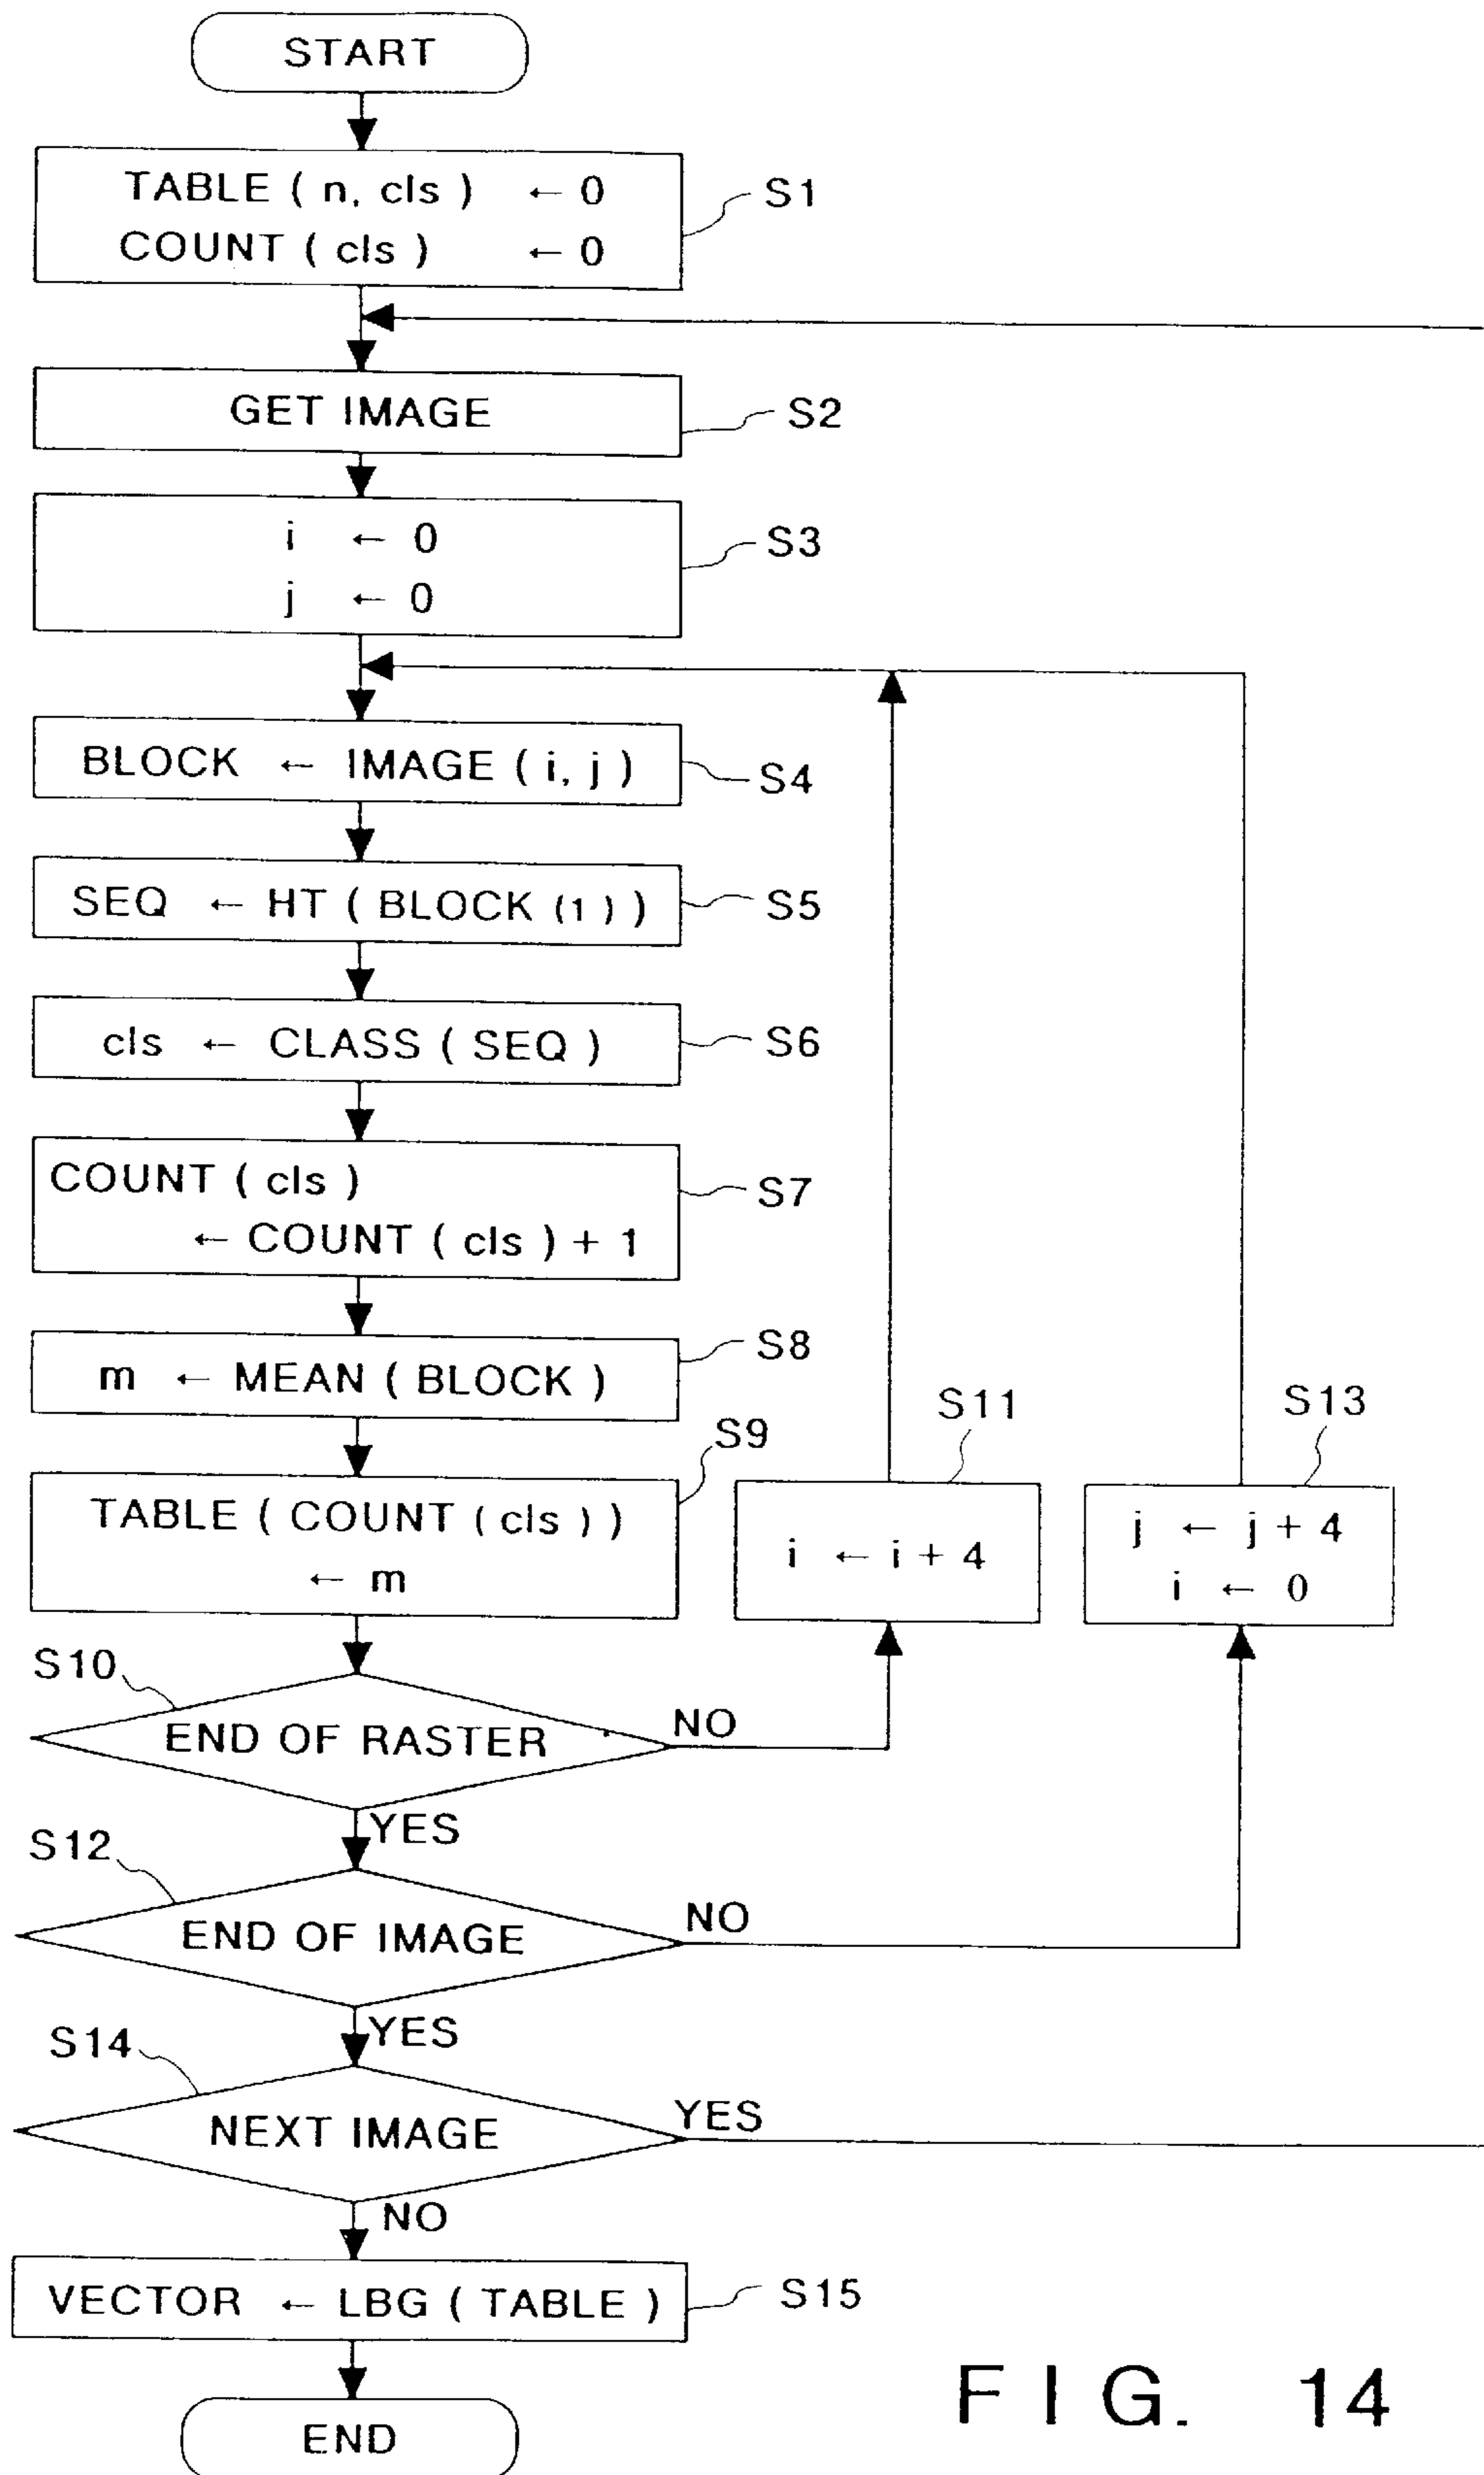 START
TABLE ( n, cls ) ← 0
COUNT ( cls ) ← 0
S1
GET IMAGE
S2
i ← 0
j ← 0
S3
BLOCK ← IMAGE ( i, j )
S4
SEQ ← HT ( BLOCK (1) )
S5
cls ← CLASS ( SEQ )
S6
COUNT ( cls )
← COUNT ( cls ) + 1
S7
m ← MEAN ( BLOCK )
S8
TABLE ( COUNT ( cls ) )
← m
S9
i ← i + 4
S11
j ← j + 4
i ← 0
S13
S10
END OF RASTER
NO
YES
S12
END OF IMAGE
NO
YES
S14
NEXT IMAGE
YES
NO
VECTOR ← LBG ( TABLE )
S15
END
FIG. 14